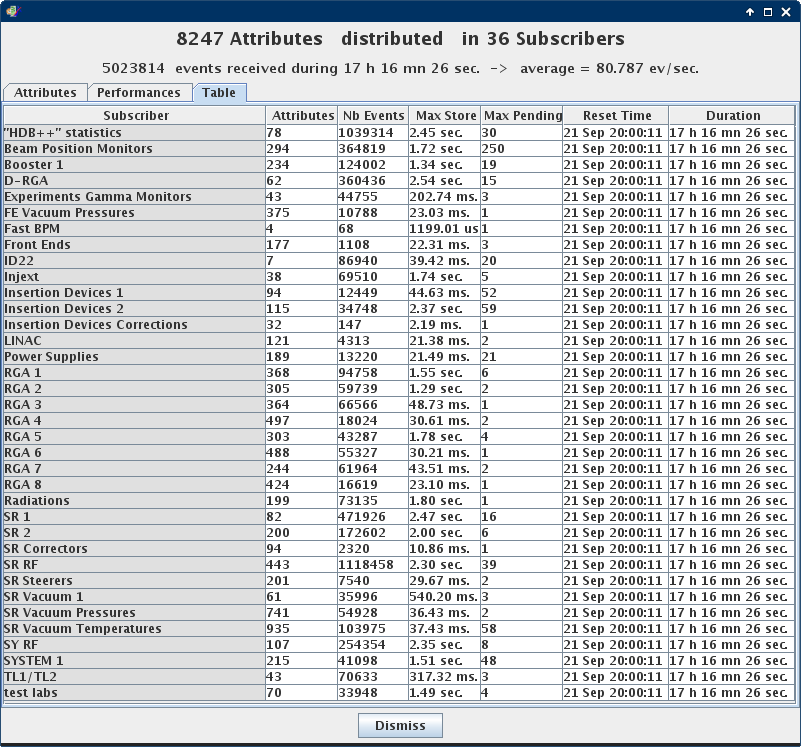 8247 Attributes distributed in 36 Subscribers
5023814 events received during 17 h 16 mn 26 sec. -> average = 80.787 ev/sec.
Attributes Performances Table
Subscriber Attributes Nb Events Max Store Max Pending Reset Time Duration
"HDB++" statistics 78 1039314 2.45 sec. 30 21 Sep 20:00:11 17 h 16 mn 26 sec.
Beam Position Monitors 294 364819 1.72 sec. 250 21 Sep 20:00:11 17 h 16 mn 26 sec.
Booster 1 234 124002 1.34 sec. 19 21 Sep 20:00:11 17 h 16 mn 26 sec.
D-RGA 62 360436 2.54 sec. 15 21 Sep 20:00:11 17 h 16 mn 26 sec.
Experiments Gamma Monitors 43 44755 202.74 ms. 3 21 Sep 20:00:11 17 h 16 mn 26 sec.
FE Vacuum Pressures 375 10788 23.03 ms. 1 21 Sep 20:00:11 17 h 16 mn 26 sec.
Fast BPM 4 68 1199.01 us 1 21 Sep 20:00:11 17 h 16 mn 26 sec.
Front Ends 177 1108 22.31 ms. 3 21 Sep 20:00:11 17 h 16 mn 26 sec.
ID22 7 86940 39.42 ms. 20 21 Sep 20:00:11 17 h 16 mn 26 sec.
Injext 38 69510 1.74 sec. 5 21 Sep 20:00:11 17 h 16 mn 26 sec.
Insertion Devices 1 94 12449 44.63 ms. 52 21 Sep 20:00:11 17 h 16 mn 26 sec.
Insertion Devices 2 115 34748 2.37 sec. 59 21 Sep 20:00:11 17 h 16 mn 26 sec.
Insertion Devices Corrections 32 147 2.19 ms. 1 21 Sep 20:00:11 17 h 16 mn 26 sec.
LINAC 121 4313 21.38 ms. 2 21 Sep 20:00:11 17 h 16 mn 26 sec.
Power Supplies 189 13220 21.49 ms. 21 21 Sep 20:00:11 17 h 16 mn 26 sec.
RGA 1 368 94758 1.55 sec. 6 21 Sep 20:00:11 17 h 16 mn 26 sec.
RGA 2 305 59739 1.29 sec. 2 21 Sep 20:00:11 17 h 16 mn 26 sec.
RGA 3 364 66566 48.73 ms. 1 21 Sep 20:00:11 17 h 16 mn 26 sec.
RGA 4 497 18024 30.61 ms. 2 21 Sep 20:00:11 17 h 16 mn 26 sec.
RGA 5 303 43287 1.78 sec. 4 21 Sep 20:00:11 17 h 16 mn 26 sec.
RGA 6 488 55327 30.21 ms. 1 21 Sep 20:00:11 17 h 16 mn 26 sec.
RGA 7 244 61964 43.51 ms. 2 21 Sep 20:00:11 17 h 16 mn 26 sec.
RGA 8 424 16619 23.10 ms. 1 21 Sep 20:00:11 17 h 16 mn 26 sec.
Radiations 199 73135 1.80 sec. 1 21 Sep 20:00:11 17 h 16 mn 26 sec.
SR 1 82 471926 2.47 sec. 16 21 Sep 20:00:11 17 h 16 mn 26 sec.
SR 2 200 172602 2.00 sec. 6 21 Sep 20:00:11 17 h 16 mn 26 sec.
SR Correctors 94 2320 10.86 ms. 1 21 Sep 20:00:11 17 h 16 mn 26 sec.
SR RF 443 1118458 2.30 sec. 39 21 Sep 20:00:11 17 h 16 mn 26 sec.
SR Steerers 201 7540 29.67 ms. 2 21 Sep 20:00:11 17 h 16 mn 26 sec.
SR Vacuum 1 61 35996 540.20 ms. 3 21 Sep 20:00:11 17 h 16 mn 26 sec.
SR Vacuum Pressures 741 54928 36.43 ms. 2 21 Sep 20:00:11 17 h 16 mn 26 sec.
SR Vacuum Temperatures 935 103975 37.43 ms. 58 21 Sep 20:00:11 17 h 16 mn 26 sec.
SY RF 107 254354 2.35 sec. 8 21 Sep 20:00:11 17 h 16 mn 26 sec.
SYSTEM 1 215 41098 1.51 sec. 48 21 Sep 20:00:11 17 h 16 mn 26 sec.
TL1/TL2 43 70633 317.32 ms. 3 21 Sep 20:00:11 17 h 16 mn 26 sec.
test labs 70 33948 1.49 sec. 4 21 Sep 20:00:11 17 h 16 mn 26 sec.
Dismiss